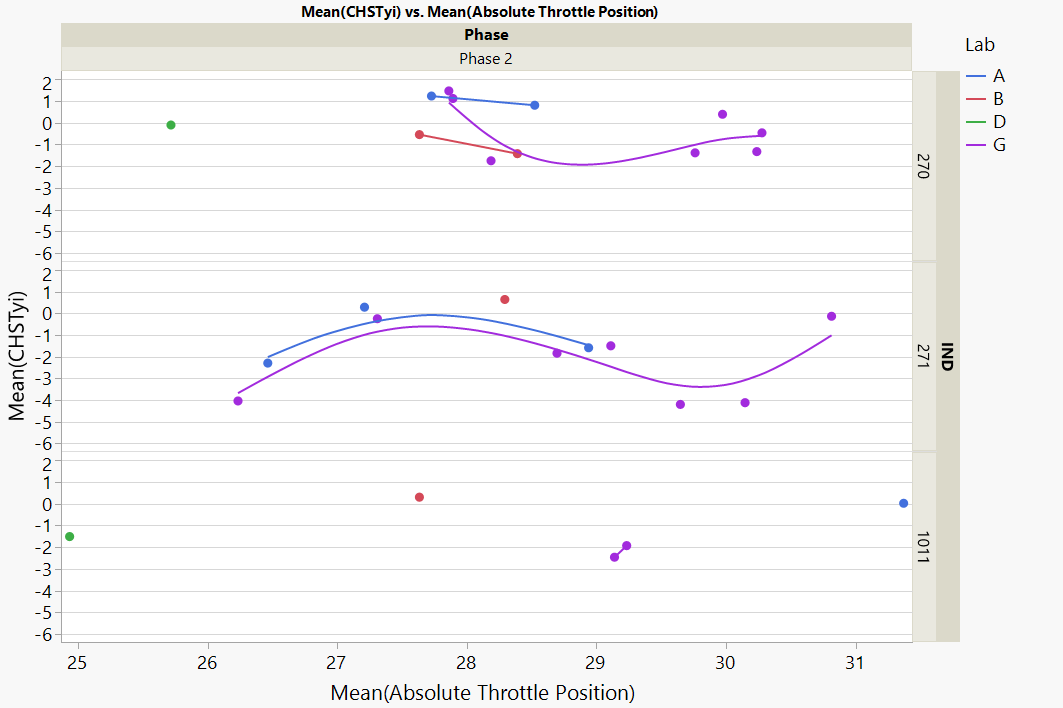 Mean(CHSTyi) vs. Mean(Absolute Throttle Position)
Phase
Phase 2
Lab
A
B
D
G
2
1
0
-1
-2
-3
-4
-5
-6
270
2
1
0
-1
-2
-3
-4
-5
-6
271
IND
2
1
0
-1
-2
-3
-4
-5
-6
1011
Mean(CHSTyi)
25 26 27 28 29 30 31
Mean(Absolute Throttle Position)